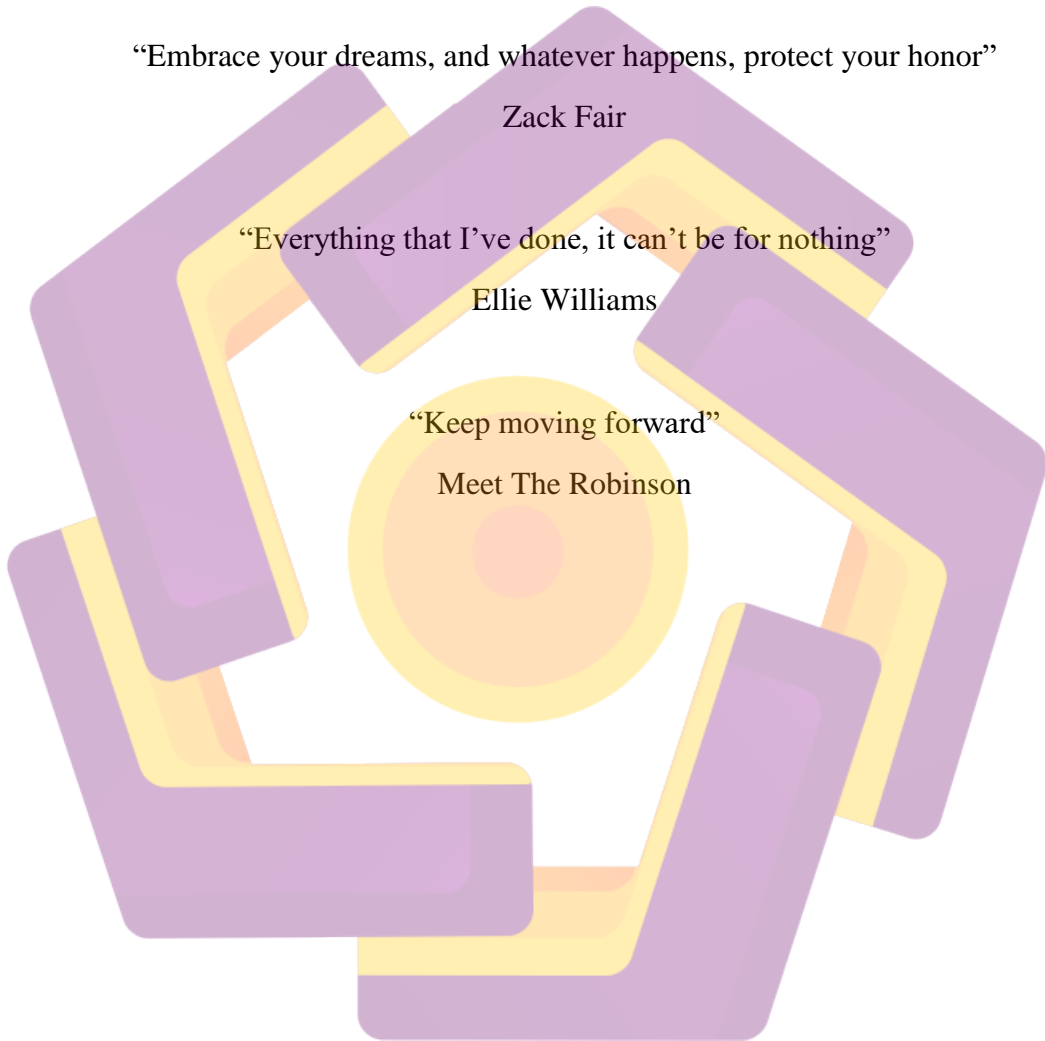 “Embrace your dreams, and whatever happens, protect your honor”
Zack Fair
“Everything that I’ve done, it can’t be for nothing”
Ellie Williams
“Keep moving forward”
Meet The Robinson